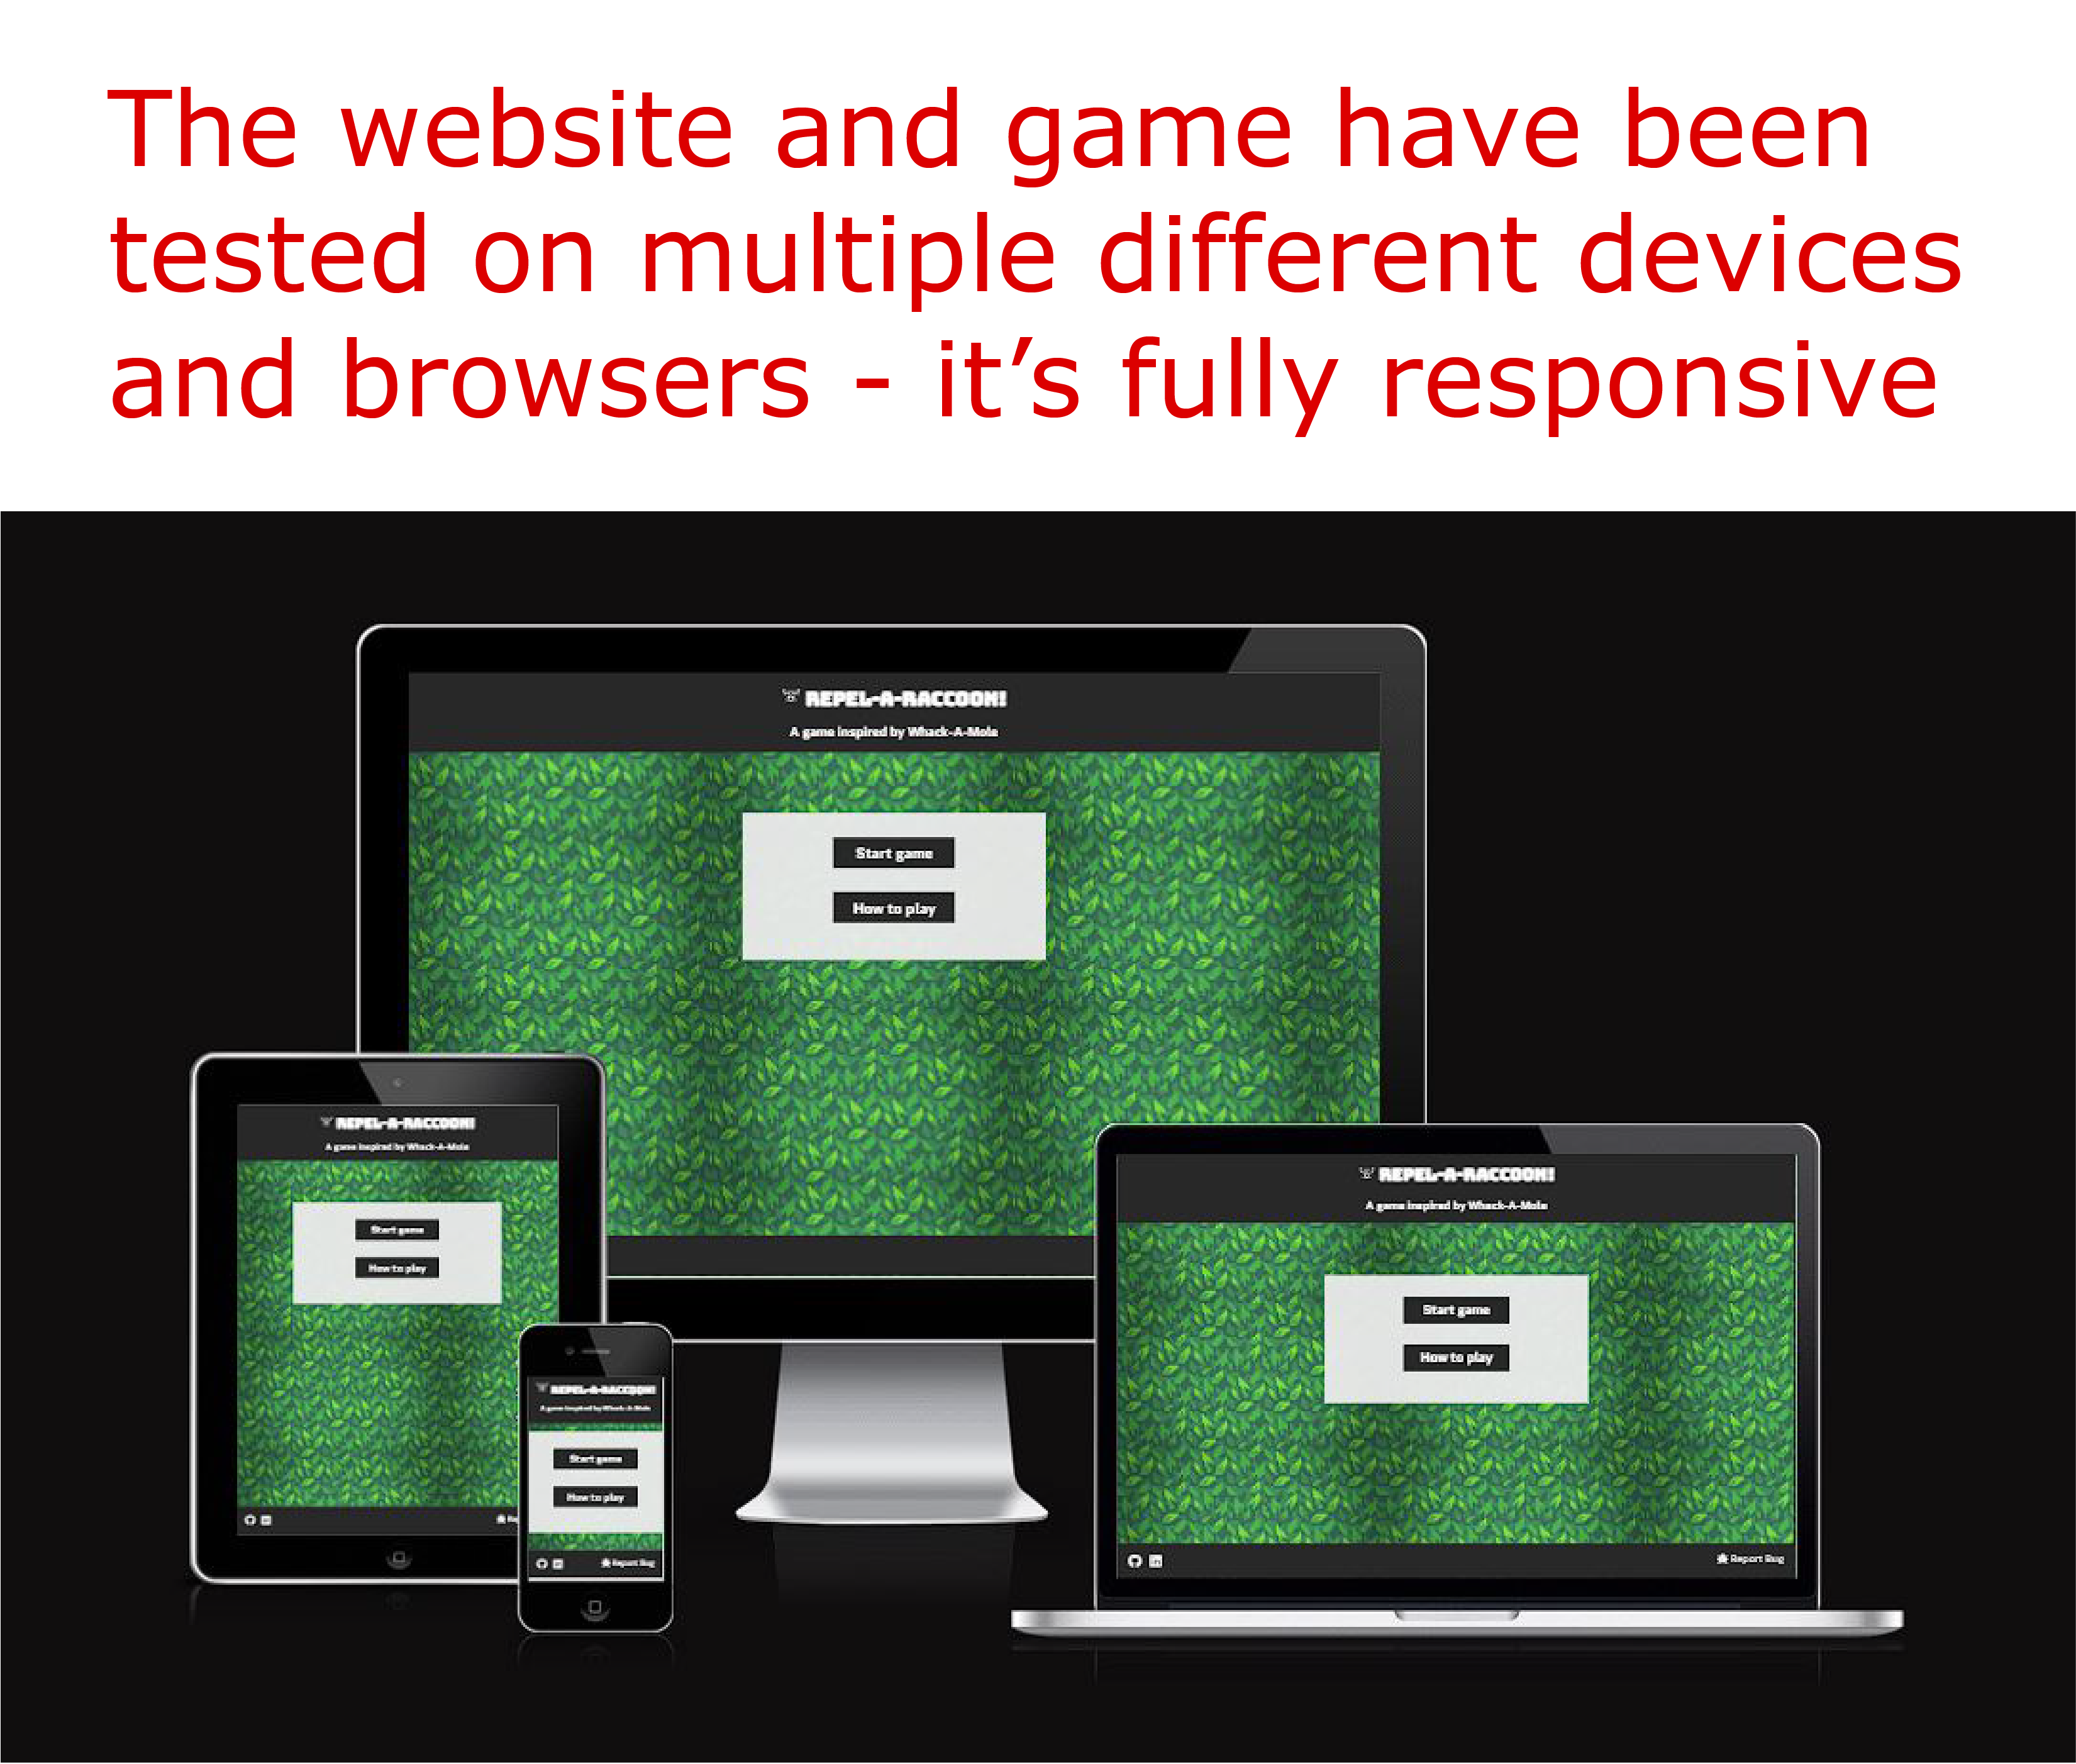 The website and game have been
tested on multiple different devices
and browsers - it’s fully responsive
REPEL-A-RACCOON!
A game inspired by Whack-A-Mole
Start game
How to play
REPEL-A-RACCOON!
A game inspired by Whack-A-Mole
Start game
How to play
REPEL-A-RACCOON!
A game inspired by Whack-A-Mole
Start game
How to play
Report Bug
REPEL-A-RACCOON!
A game inspired by Whack-A-Mole
Start game
How to play
in Report Bug